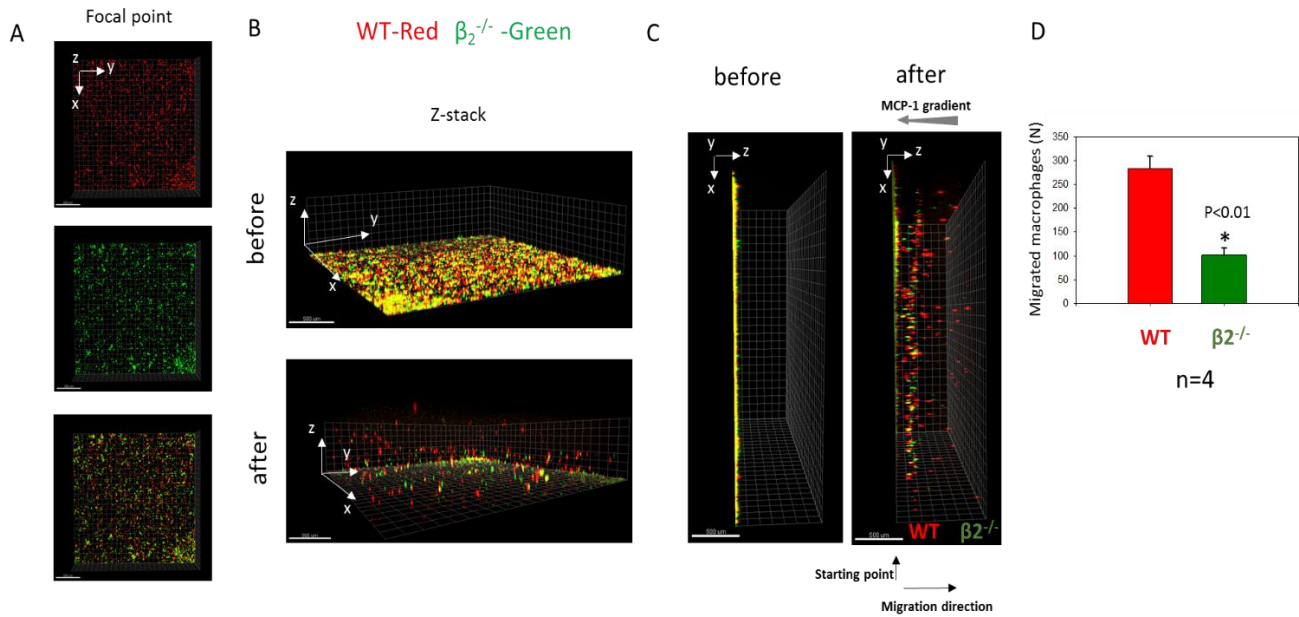 A
Focal point
z
y
x
B
WT-Red β₂⁻/⁻ -Green
Z-stack
before
z
y
x
500 um
after
z
y
x
C
before
after
MCP-1 gradient
y
z
x
500 um
y
z
x
500 um
WT β2⁻/⁻
Starting point
Migration direction
D
Migrated macrophages (N)
350
300
250
200
150
100
50
0
P<0.01
*
WT β2⁻/⁻
n=4